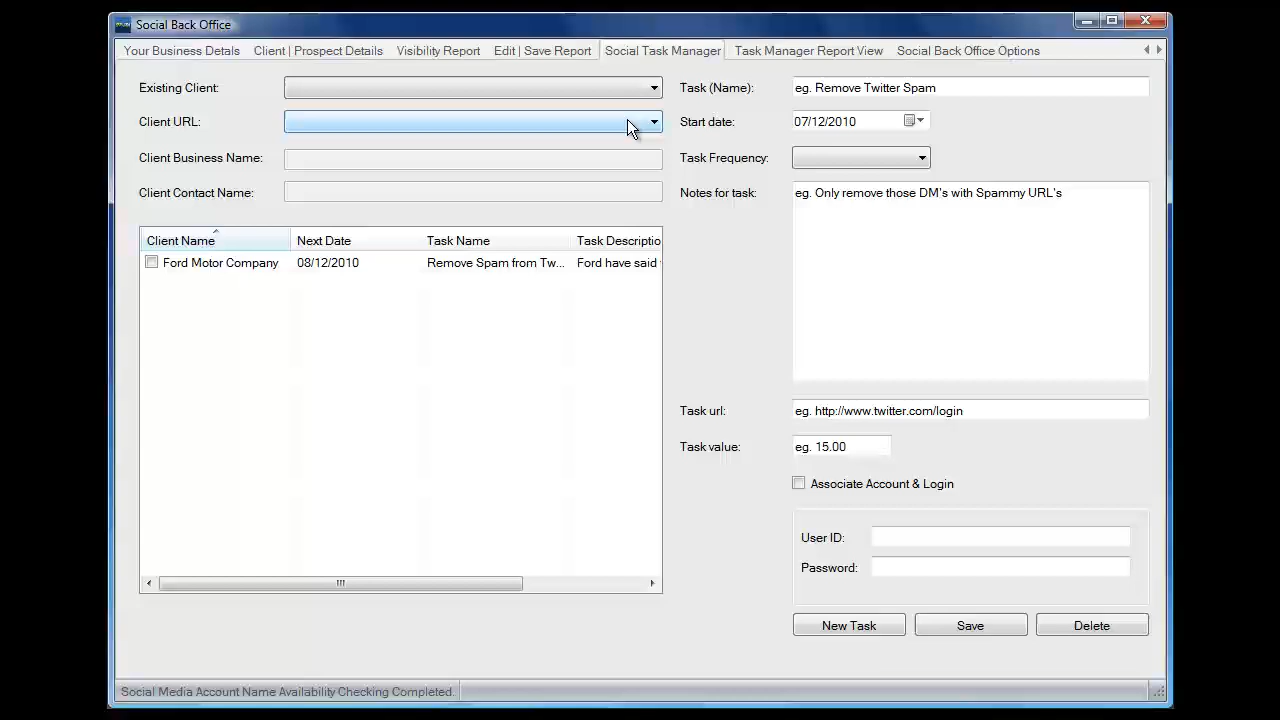 Social Back Office
Your Business Details Client | Prospect Details Visibility Report Edit | Save Report Social Task Manager Task Manager Report View Social Back Office Options
Existing Client:
Client URL:
Client Business Name:
Client Contact Name:
Client Name Next Date Task Name Task Descriptio
Ford Motor Company 08/12/2010 Remove Spam from Tw... Ford have said
Task (Name): eg. Remove Twitter Spam
Start date: 07/12/2010
Task Frequency:
Notes for task: eg. Only remove those DM's with Spammy URL's
Task url: eg. http://www.twitter.com/login
Task value: eg. 15.00
Associate Account & Login
User ID:
Password:
New Task Save Delete
Social Media Account Name Availability Checking Completed.